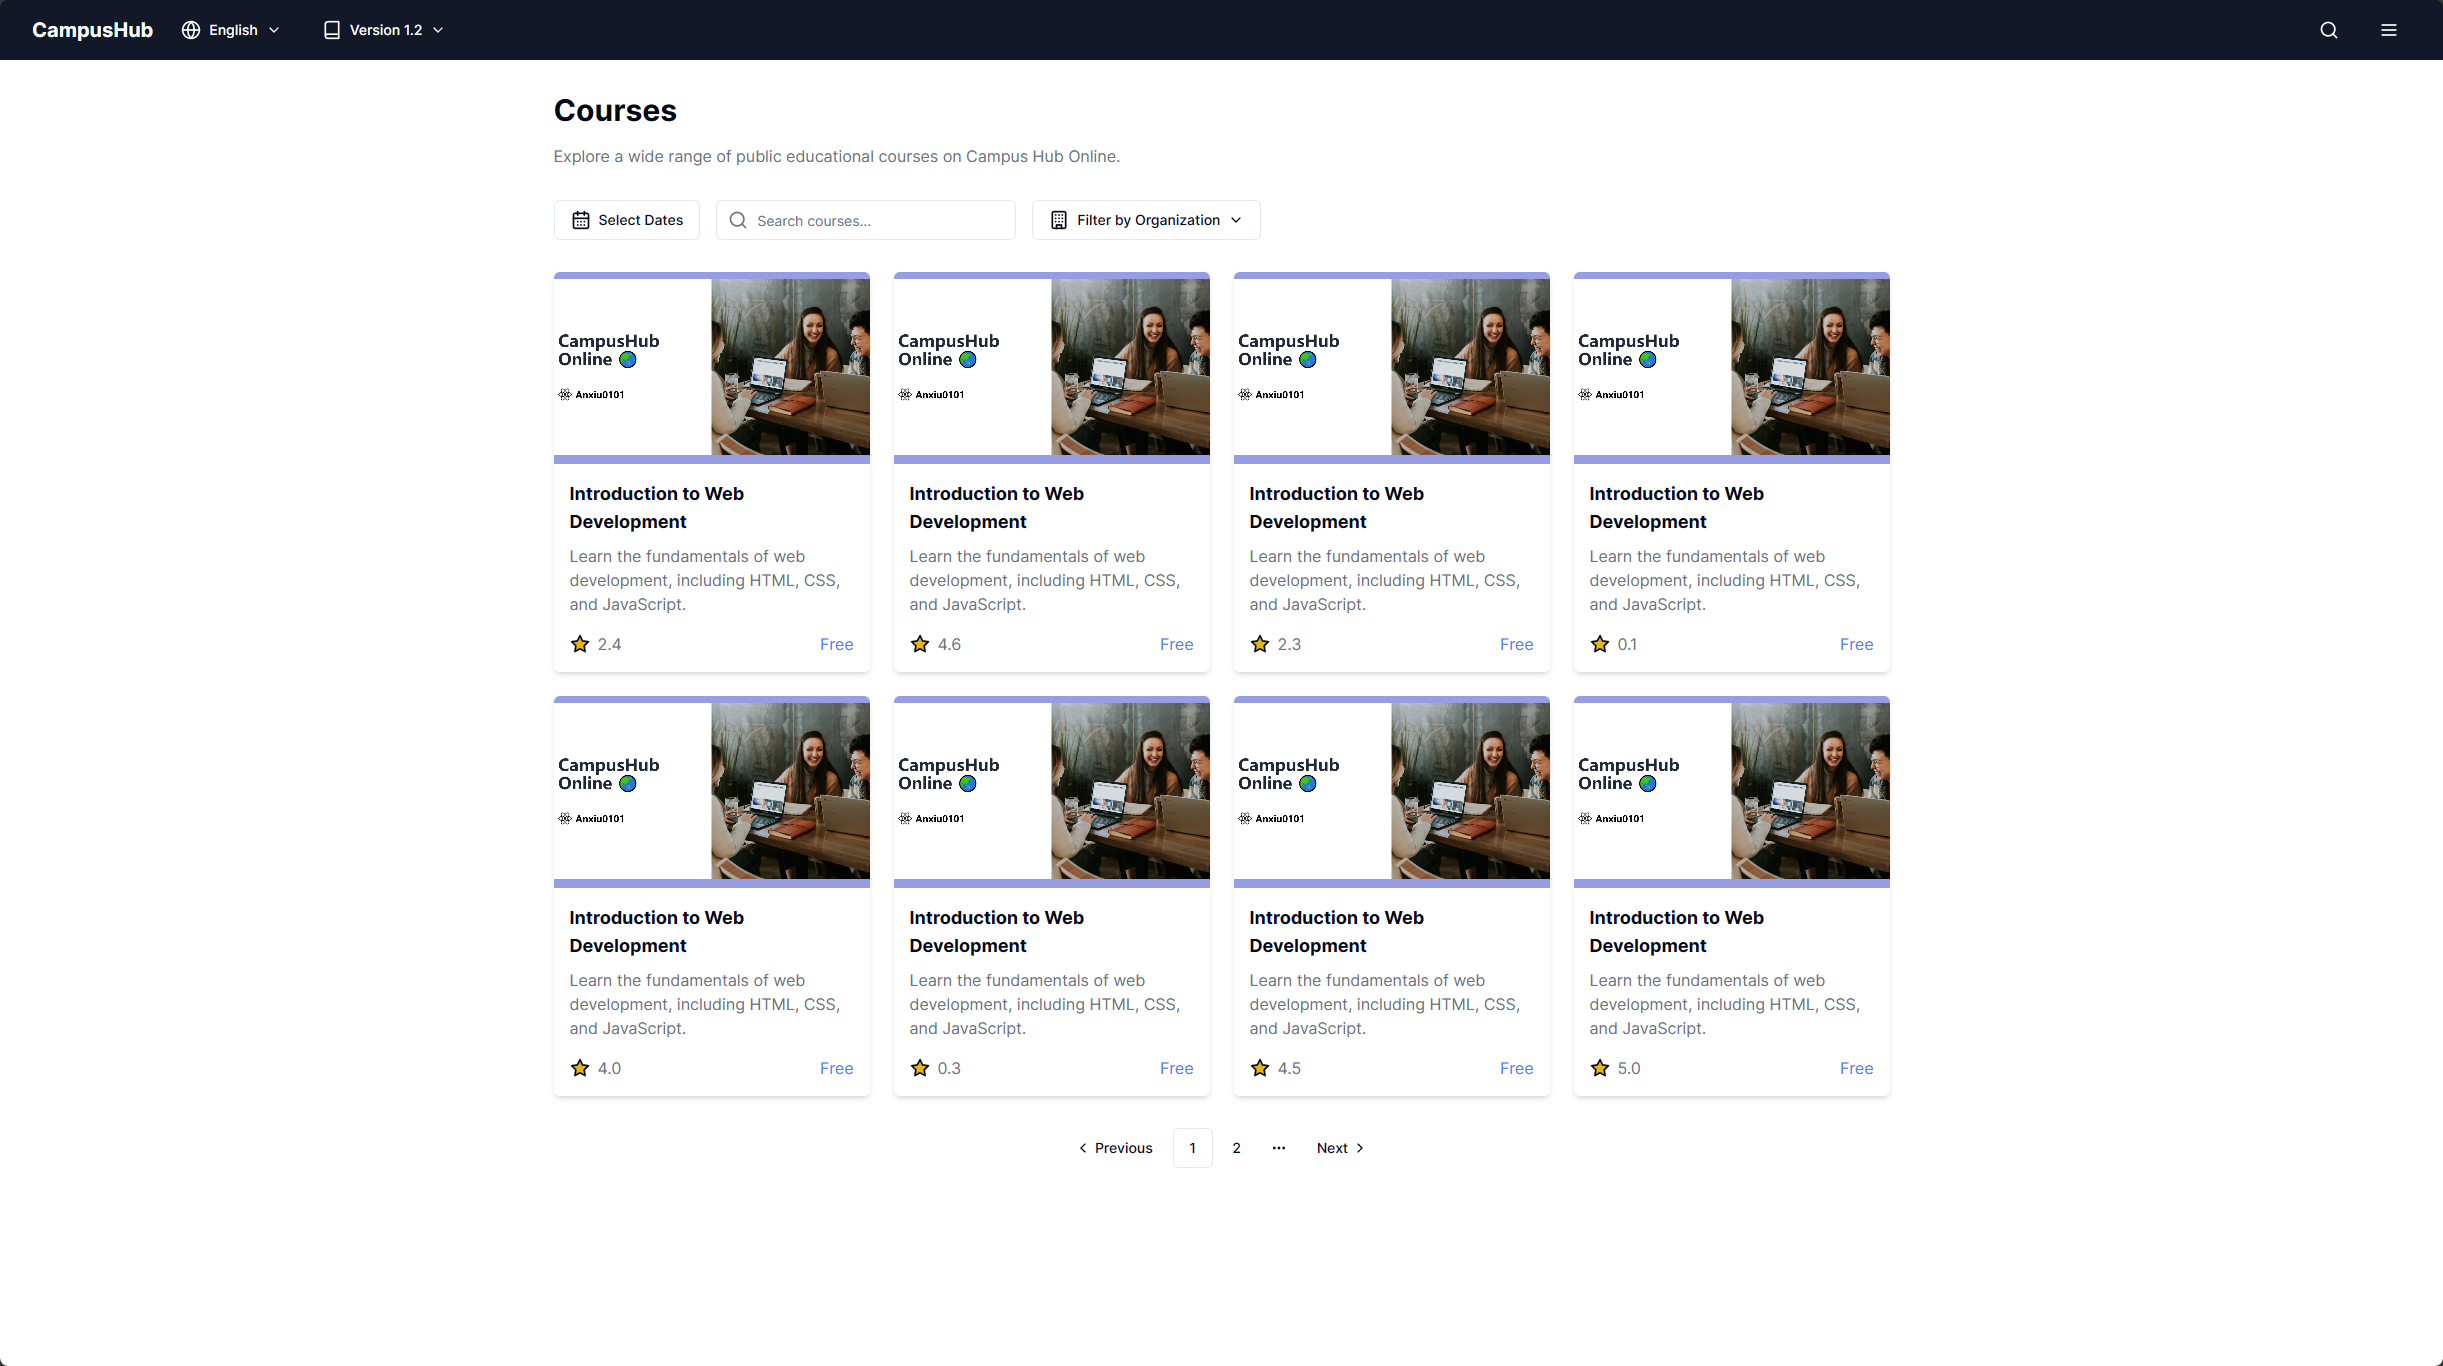 CampusHub English Version 1.2
Courses
Explore a wide range of public educational courses on Campus Hub Online.
Select Dates Search courses... Filter by Organization
CampusHub
Online
Anxiu0101
Introduction to Web
Development
Learn the fundamentals of web
development, including HTML, CSS,
and JavaScript.
2.4 Free
CampusHub
Online
Anxiu0101
Introduction to Web
Development
Learn the fundamentals of web
development, including HTML, CSS,
and JavaScript.
4.6 Free
CampusHub
Online
Anxiu0101
Introduction to Web
Development
Learn the fundamentals of web
development, including HTML, CSS,
and JavaScript.
2.3 Free
CampusHub
Online
Anxiu0101
Introduction to Web
Development
Learn the fundamentals of web
development, including HTML, CSS,
and JavaScript.
0.1 Free
CampusHub
Online
Anxiu0101
Introduction to Web
Development
Learn the fundamentals of web
development, including HTML, CSS,
and JavaScript.
4.0 Free
CampusHub
Online
Anxiu0101
Introduction to Web
Development
Learn the fundamentals of web
development, including HTML, CSS,
and JavaScript.
0.3 Free
CampusHub
Online
Anxiu0101
Introduction to Web
Development
Learn the fundamentals of web
development, including HTML, CSS,
and JavaScript.
4.5 Free
CampusHub
Online
Anxiu0101
Introduction to Web
Development
Learn the fundamentals of web
development, including HTML, CSS,
and JavaScript.
5.0 Free
Previous 1 2 ... Next